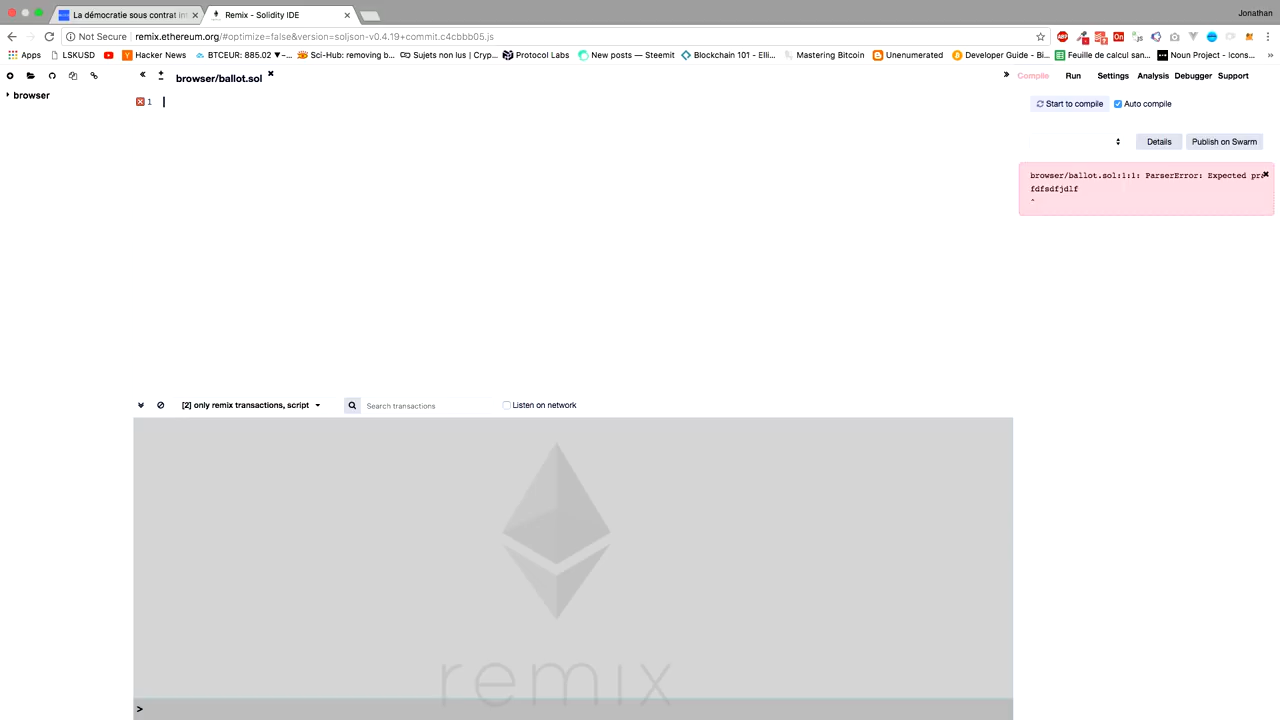 La démocratie sous contrat in
Remix - Solidity IDE
Jonathan
Not Secure remix.ethereum.org/#optimize=false&version=soljson-v0.4.19+commit.c4cbbb05.js
Apps LSKUSD Hacker News BTCEUR: 885.02 ▼–... Sci-Hub: removing b... Sujets non lus | Cryp... Protocol Labs New posts — Steemit Blockchain 101 - Elli... Mastering Bitcoin Unenumerated Developer Guide - Bi... Feuille de calcul san... Noun Project - icons... »
browser/ballot.sol
Compile Run Settings Analysis Debugger Support
browser
1
Start to compile Auto compile
Details Publish on Swarm
browser/ballot.sol:1:1: ParserError: Expected
fdfsdfjdlf
^
[2] only remix transactions, script
Search transactions
Listen on network
remix
>